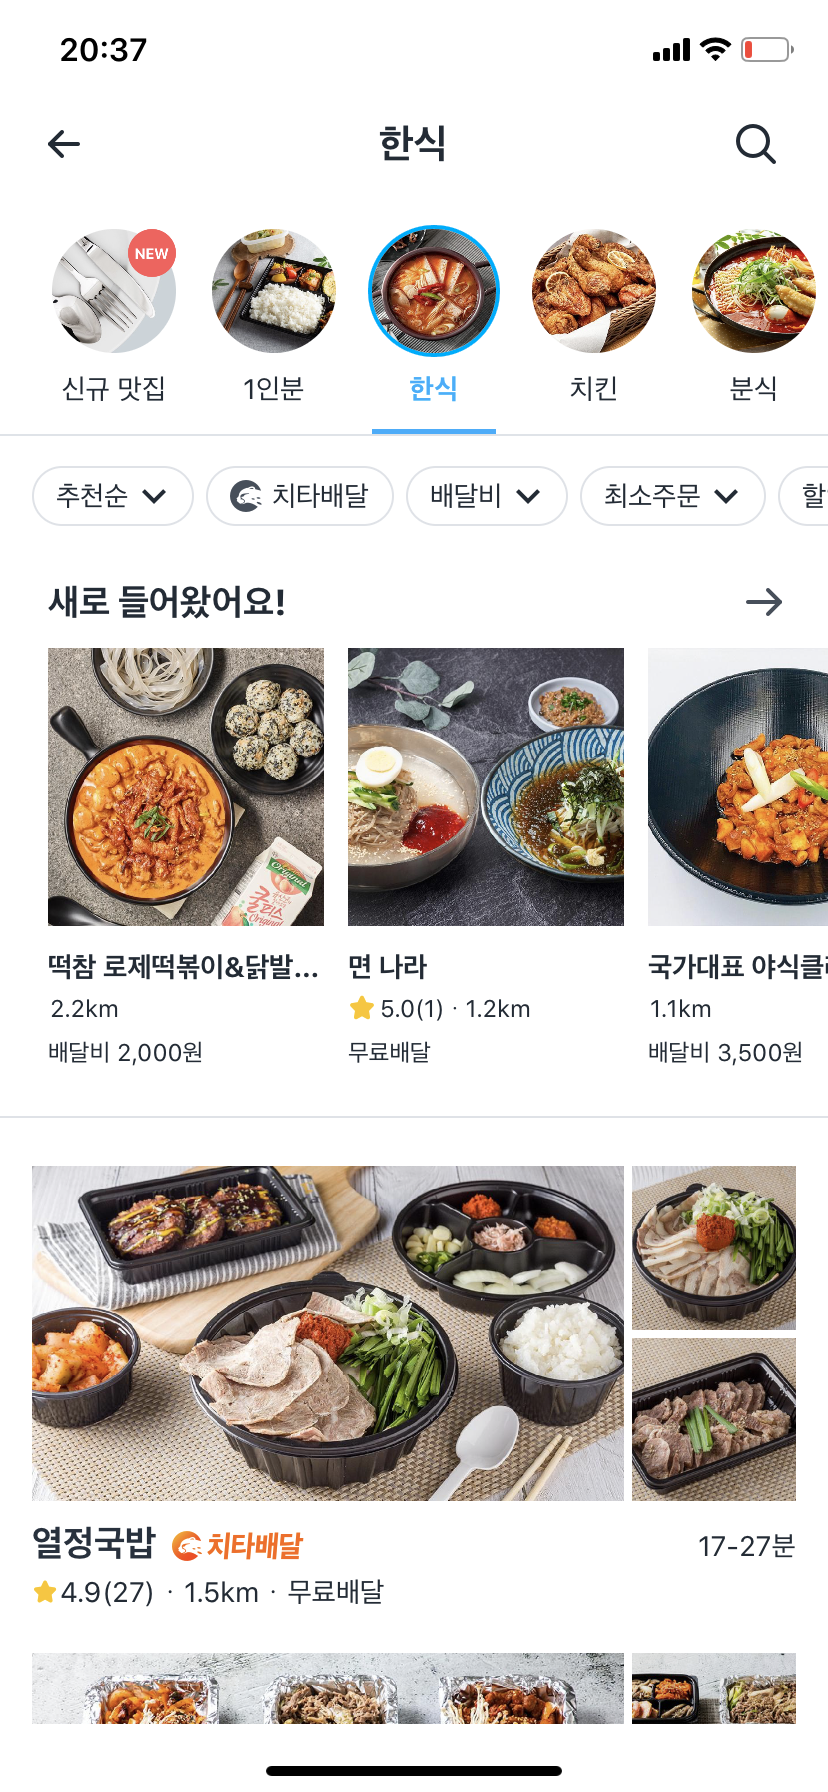 20:37
한식
NEW
신규 맛집
1인분
한식
치킨
분식
추천순
치타배달
배달비
최소주문
할
새로 들어왔어요!
Original
쿨피스
Original
떡참 로제떡볶이&닭발...
2.2km
배달비 2,000원
면 나라
5.0(1) · 1.2km
무료배달
국가대표 야식클
1.1km
배달비 3,500원
열정국밥 치타배달
17-27분
4.9(27) · 1.5km · 무료배달